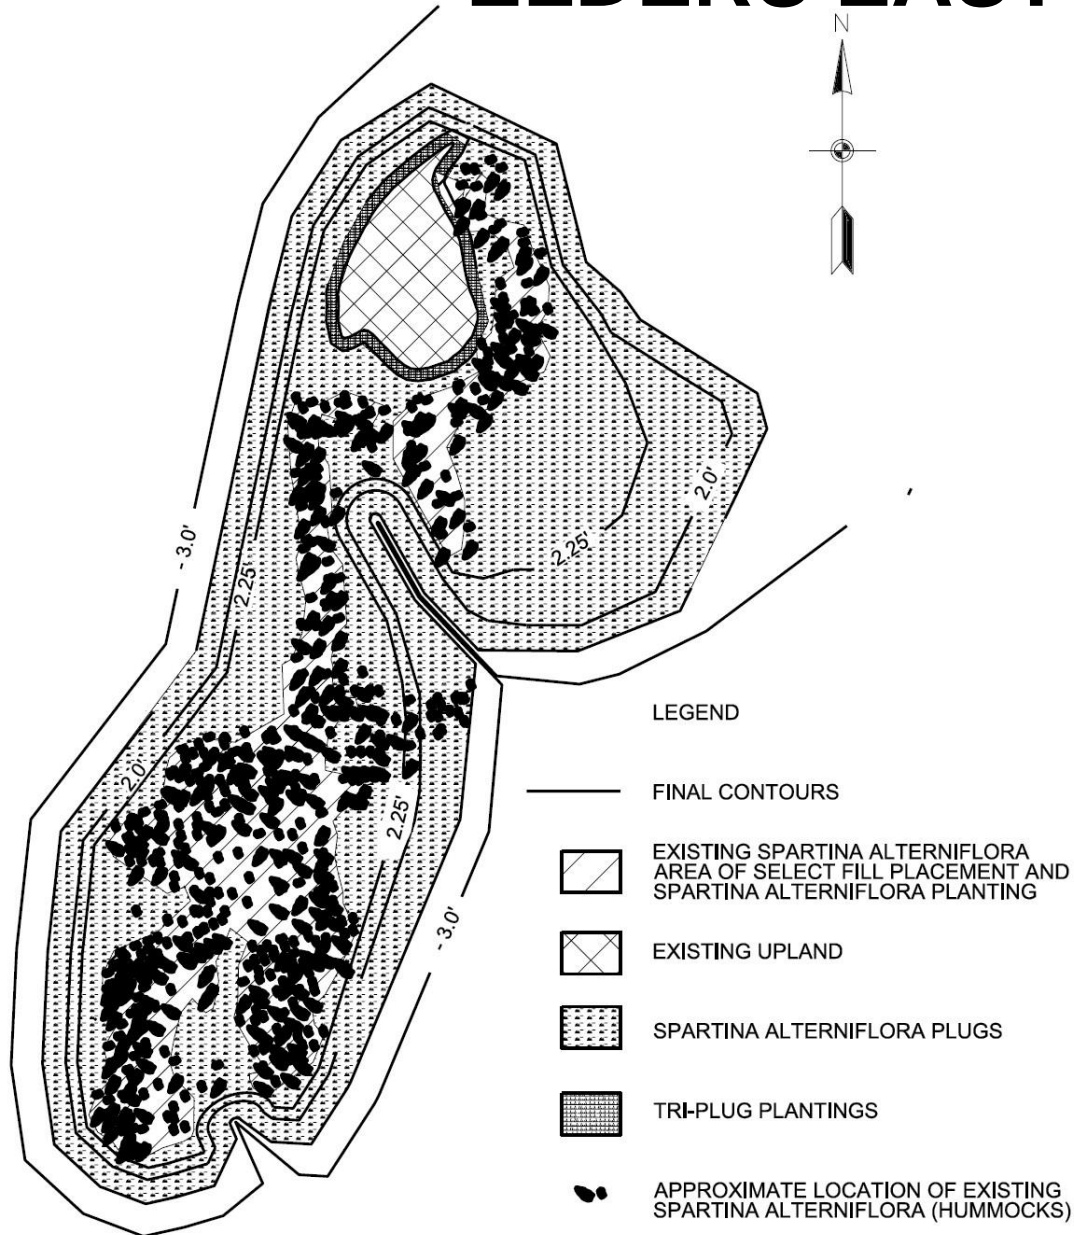 ELDERS EAST
N
- 3.0'
2.25'
2.0'
2.25'
2.0'
2.25'
- 3.0'
LEGEND
FINAL CONTOURS
EXISTING SPARTINA ALTERNIFLORA
AREA OF SELECT FILL PLACEMENT AND
SPARTINA ALTERNIFLORA PLANTING
EXISTING UPLAND
SPARTINA ALTERNIFLORA PLUGS
TRI-PLUG PLANTINGS
APPROXIMATE LOCATION OF EXISTING
SPARTINA ALTERNIFLORA (HUMMOCKS)